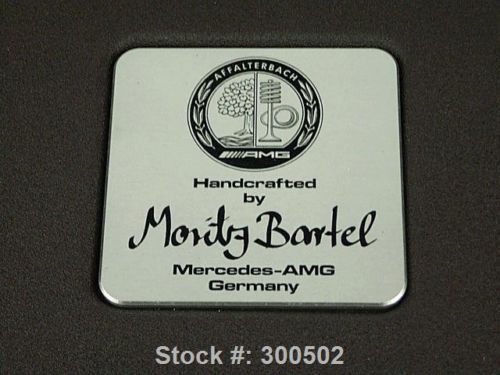 AFFALTERBACH
AMG
Handcrafted
by
Moritz Bartel
Mercedes-AMG
Germany
Stock #: 300502